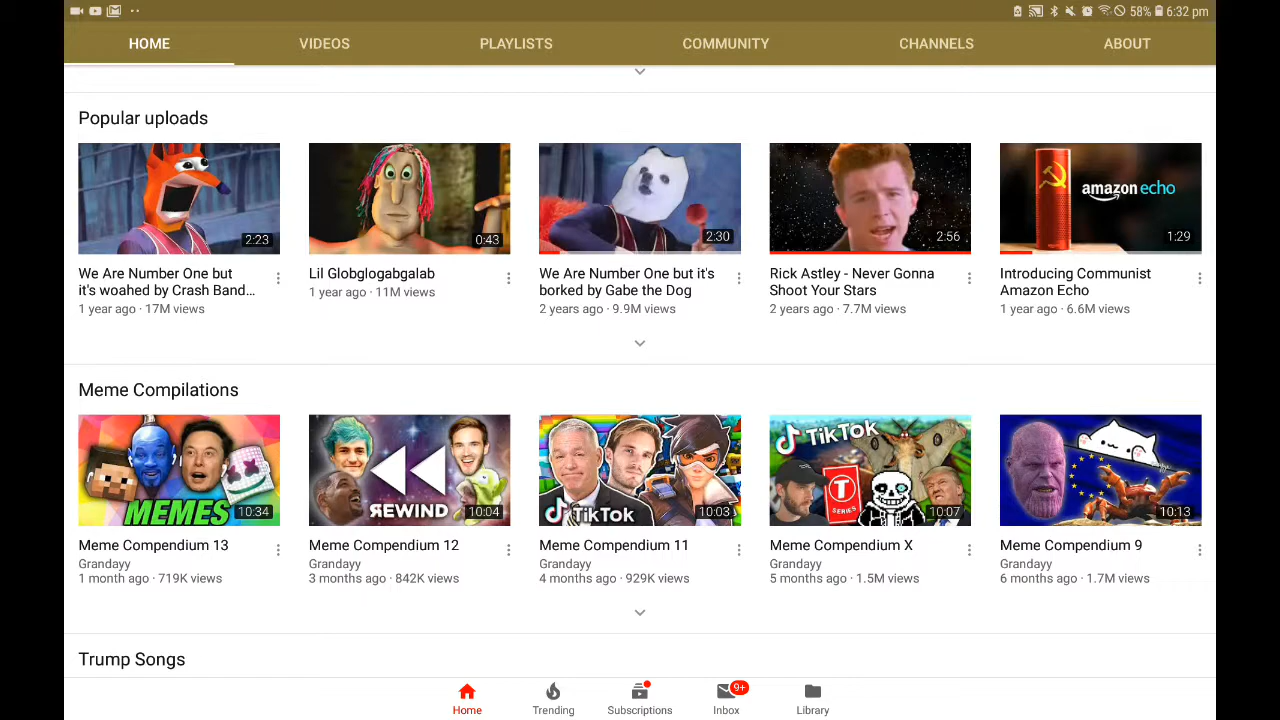 58% 6:32 pm
HOME VIDEOS PLAYLISTS COMMUNITY CHANNELS ABOUT
Popular uploads
amazon echo
2:23 0:43 2:30 2:56 1:29
We Are Number One but
it's woahed by Crash Band...
1 year ago · 17M views
Lil Globglogabgalab
1 year ago · 11M views
We Are Number One but it's
borked by Gabe the Dog
2 years ago · 9.9M views
Rick Astley - Never Gonna
Shoot Your Stars
2 years ago · 7.7M views
Introducing Communist
Amazon Echo
1 year ago · 6.6M views
Meme Compilations
MEMES
10:34
ЯEWIND
10:04
TikTok
10:03
TikTok
T
SERIES
10:07
10:13
Meme Compendium 13
Grandayy
1 month ago · 719K views
Meme Compendium 12
Grandayy
3 months ago · 842K views
Meme Compendium 11
Grandayy
4 months ago · 929K views
Meme Compendium X
Grandayy
5 months ago · 1.5M views
Meme Compendium 9
Grandayy
6 months ago · 1.7M views
Trump Songs
9+
Home Trending Subscriptions Inbox Library